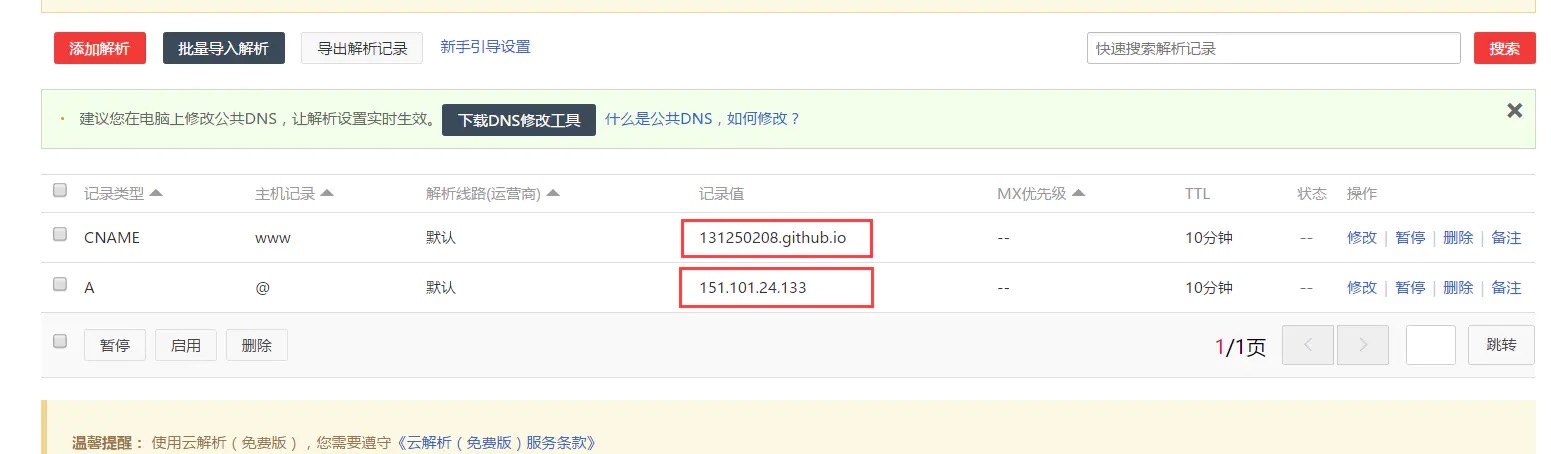 添加解析 批量导入解析 导出解析记录 新手引导设置 快速搜索解析记录 搜索
· 建议您在电脑上修改公共DNS，让解析设置实时生效。 下载DNS修改工具 什么是公共DNS，如何修改？
记录类型 主机记录 解析线路(运营商) 记录值 MX优先级 TTL 状态 操作
CNAME www 默认 131250208.github.io -- 10分钟 -- 修改 | 暂停 | 删除 | 备注
A @ 默认 151.101.24.133 -- 10分钟 -- 修改 | 暂停 | 删除 | 备注
暂停 启用 删除 1/1页 跳转
温馨提醒： 使用云解析（免费版），您需要遵守《云解析（免费版）服务条款》